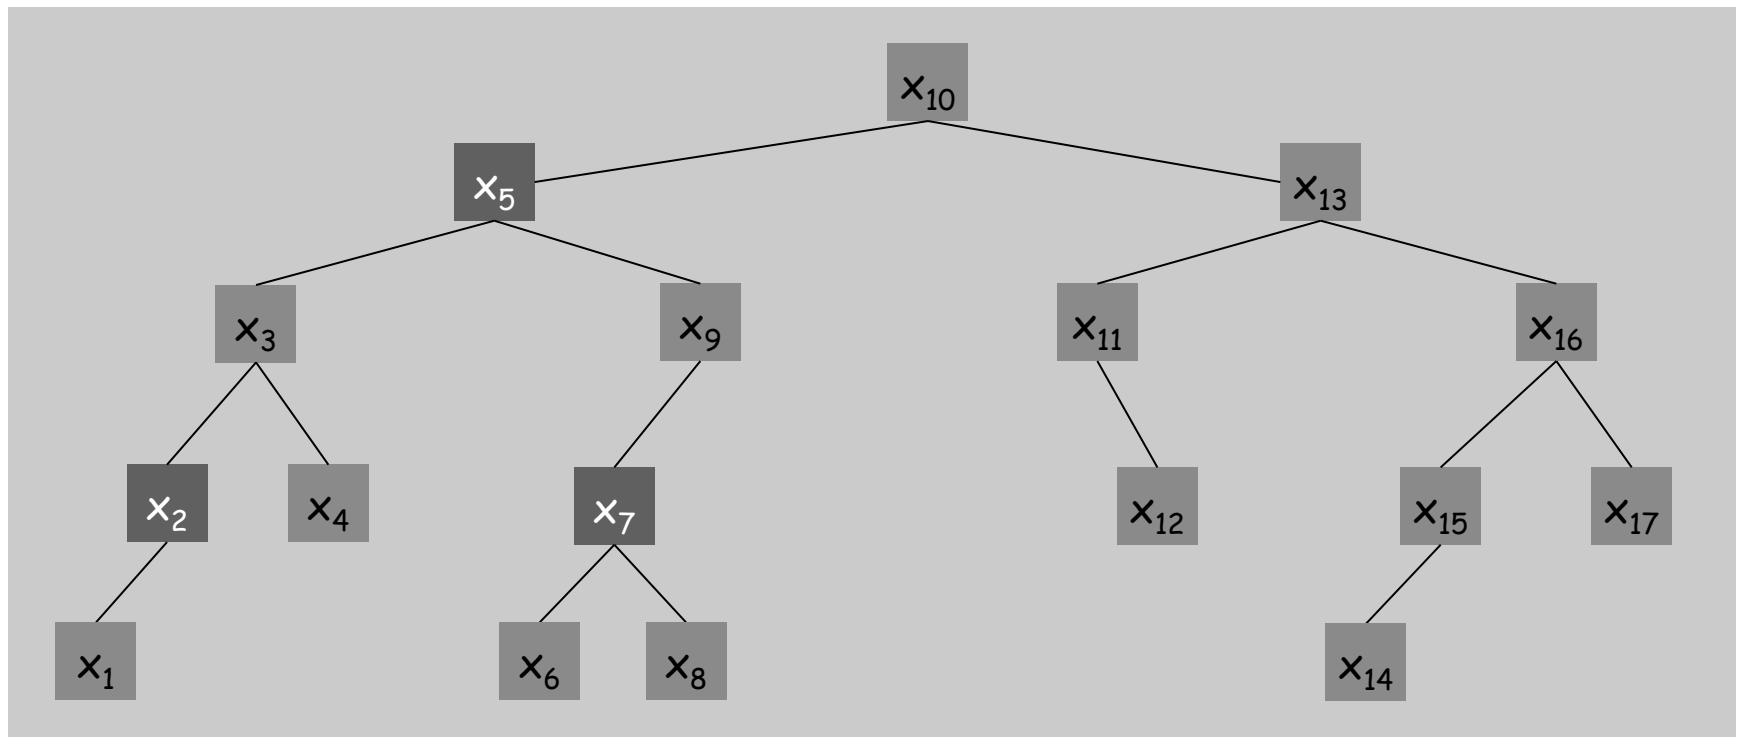 x₁₀
x₅ x₁₃
x₃ x₉ x₁₁ x₁₆
x₂ x₄ x₇ x₁₂ x₁₅ x₁₇
x₁ x₆ x₈ x₁₄